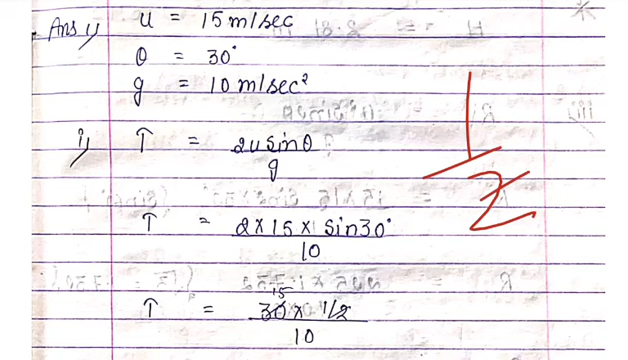 Ans 1) u = 15 m/sec
θ = 30°
g = 10 m/sec²
i) T = 2u sinθ / g
T = 2 × 15 × sin30° / 10
15
T = 30 × 1/2 / 10
1/2